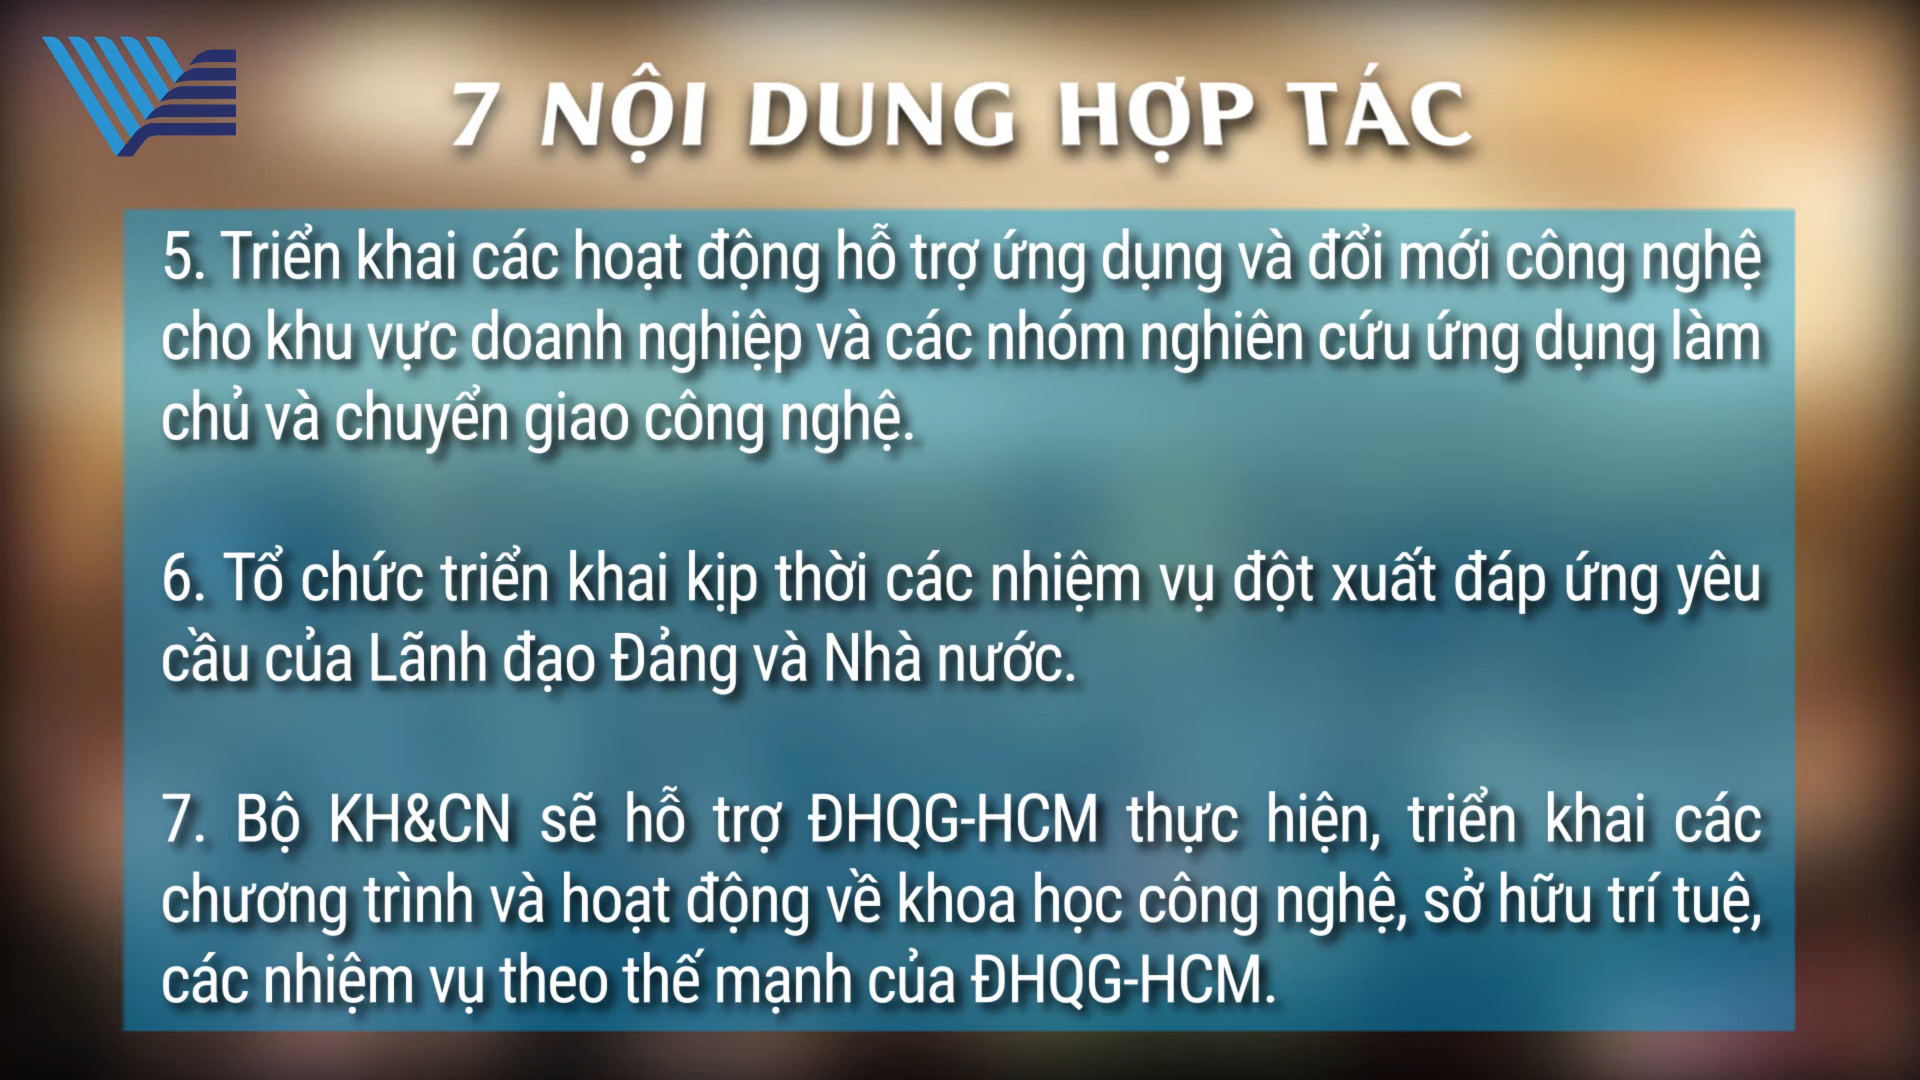 7 NỘI DUNG HỢP TÁC
5. Triển khai các hoạt động hỗ trợ ứng dụng và đổi mới công nghệ
cho khu vực doanh nghiệp và các nhóm nghiên cứu ứng dụng làm
chủ và chuyển giao công nghệ.
6. Tổ chức triển khai kịp thời các nhiệm vụ đột xuất đáp ứng yêu
cầu của Lãnh đạo Đảng và Nhà nước.
7. Bộ KH&CN sẽ hỗ trợ ĐHQG-HCM thực hiện, triển khai các
chương trình và hoạt động về khoa học công nghệ, sở hữu trí tuệ,
các nhiệm vụ theo thế mạnh của ĐHQG-HCM.